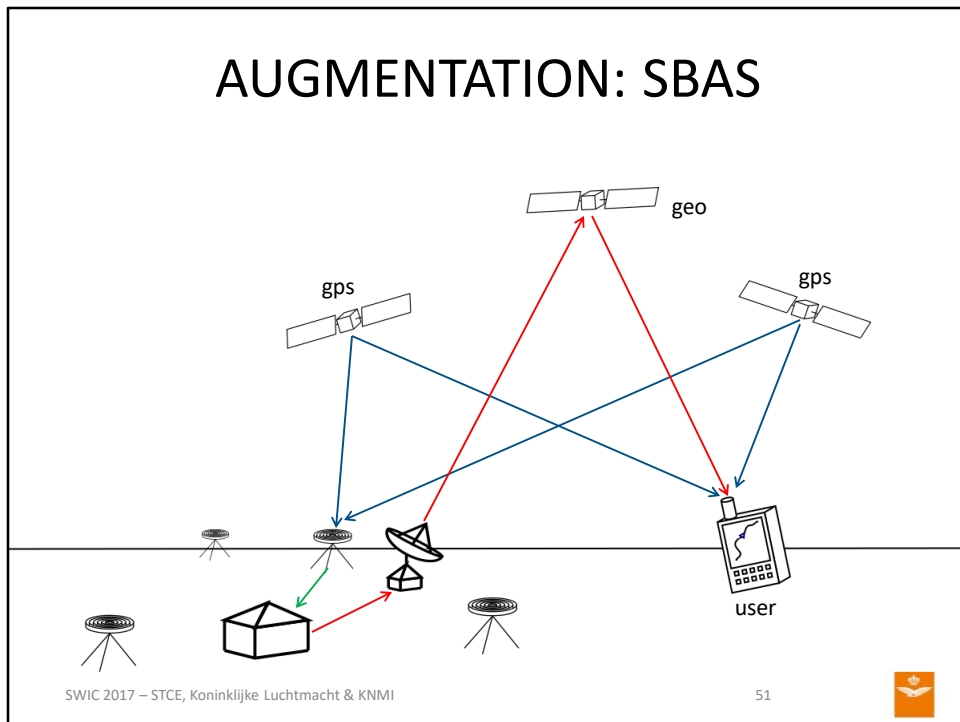 AUGMENTATION: SBAS
geo
gps
gps
user
SWIC 2017 – STCE, Koninklijke Luchtmacht & KNMI
51